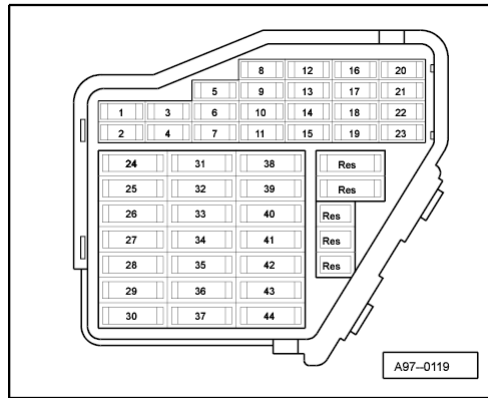 8 12 16 20
5 9 13 17 21
1 3 6 10 14 18 22
2 4 7 11 15 19 23
24 31 38 Res
25 32 39 Res
26 33 40 Res
27 34 41 Res
28 35 42 Res
29 36 43
30 37 44
A97--0119